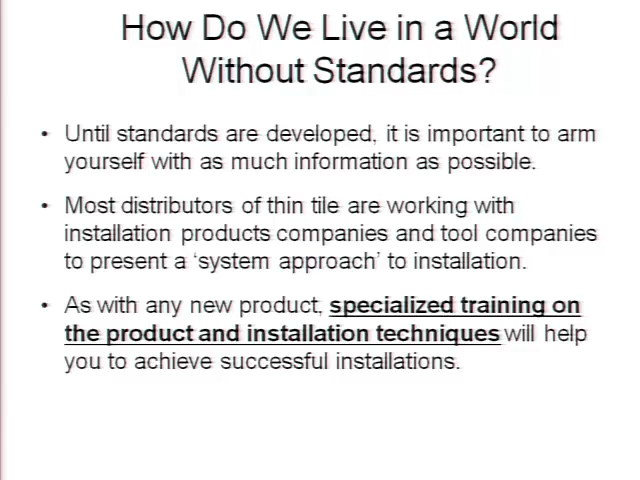 How Do We Live in a World
Without Standards?
• Until standards are developed, it is important to arm
yourself with as much information as possible.
• Most distributors of thin tile are working with
installation products companies and tool companies
to present a ‘system approach’ to installation.
• As with any new product, specialized training on
the product and installation techniques will help
you to achieve successful installations.